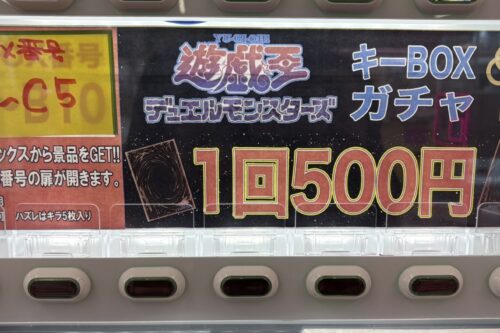 景品
~C5
YU-GI-OH!
遊戯王
デュエルモンスターズ
キーBOX
ガチャ
1回500円
ックスから景品をGET!!
番号の扉が開きます。
ハズレはキラ5枚入り